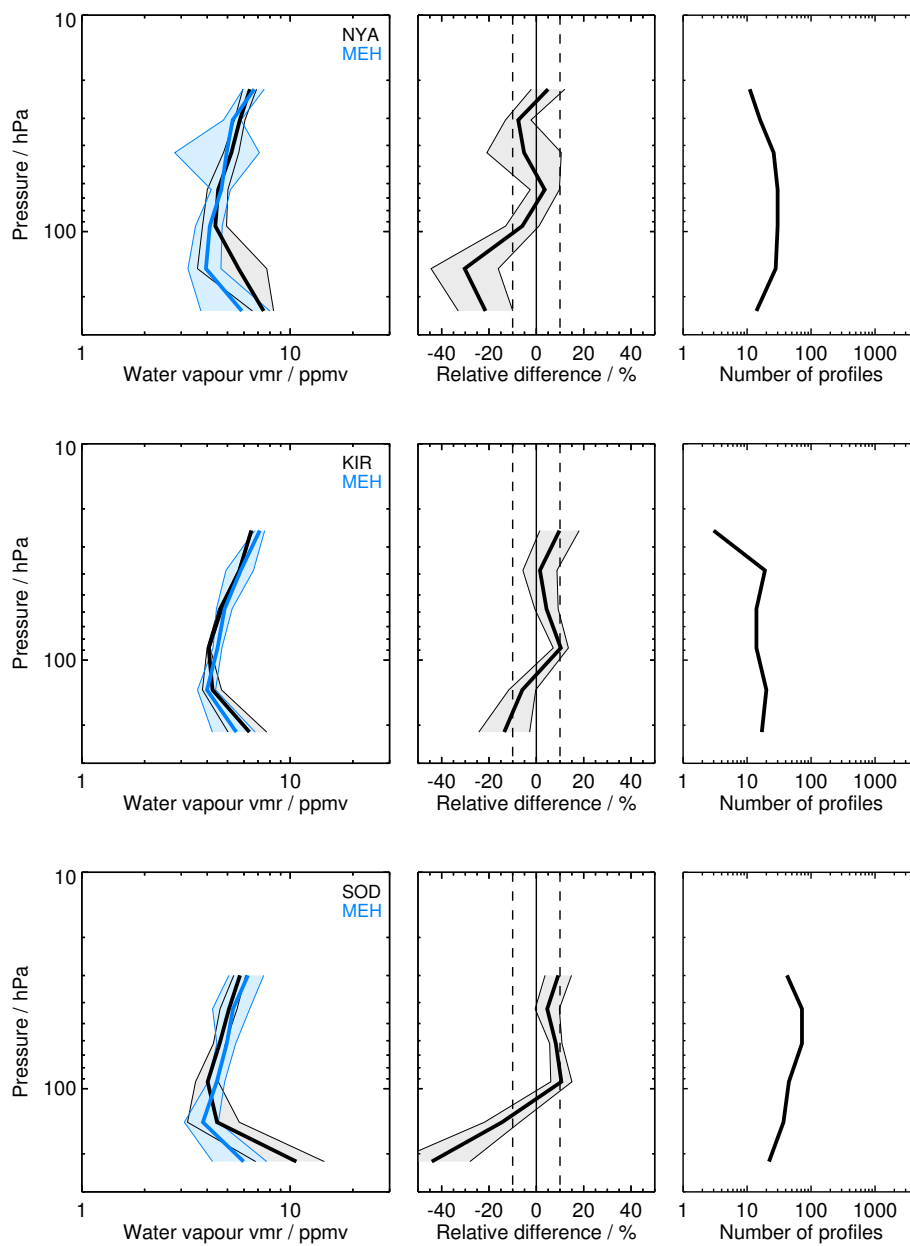 10
100
Pressure / hPa
NYA
MEH
1 10
Water vapour vmr / ppmv
-40 -20 0 20 40
Relative difference / %
1 10 100 1000
Number of profiles
10
100
Pressure / hPa
KIR
MEH
1 10
Water vapour vmr / ppmv
-40 -20 0 20 40
Relative difference / %
1 10 100 1000
Number of profiles
10
100
Pressure / hPa
SOD
MEH
1 10
Water vapour vmr / ppmv
-40 -20 0 20 40
Relative difference / %
1 10 100 1000
Number of profiles